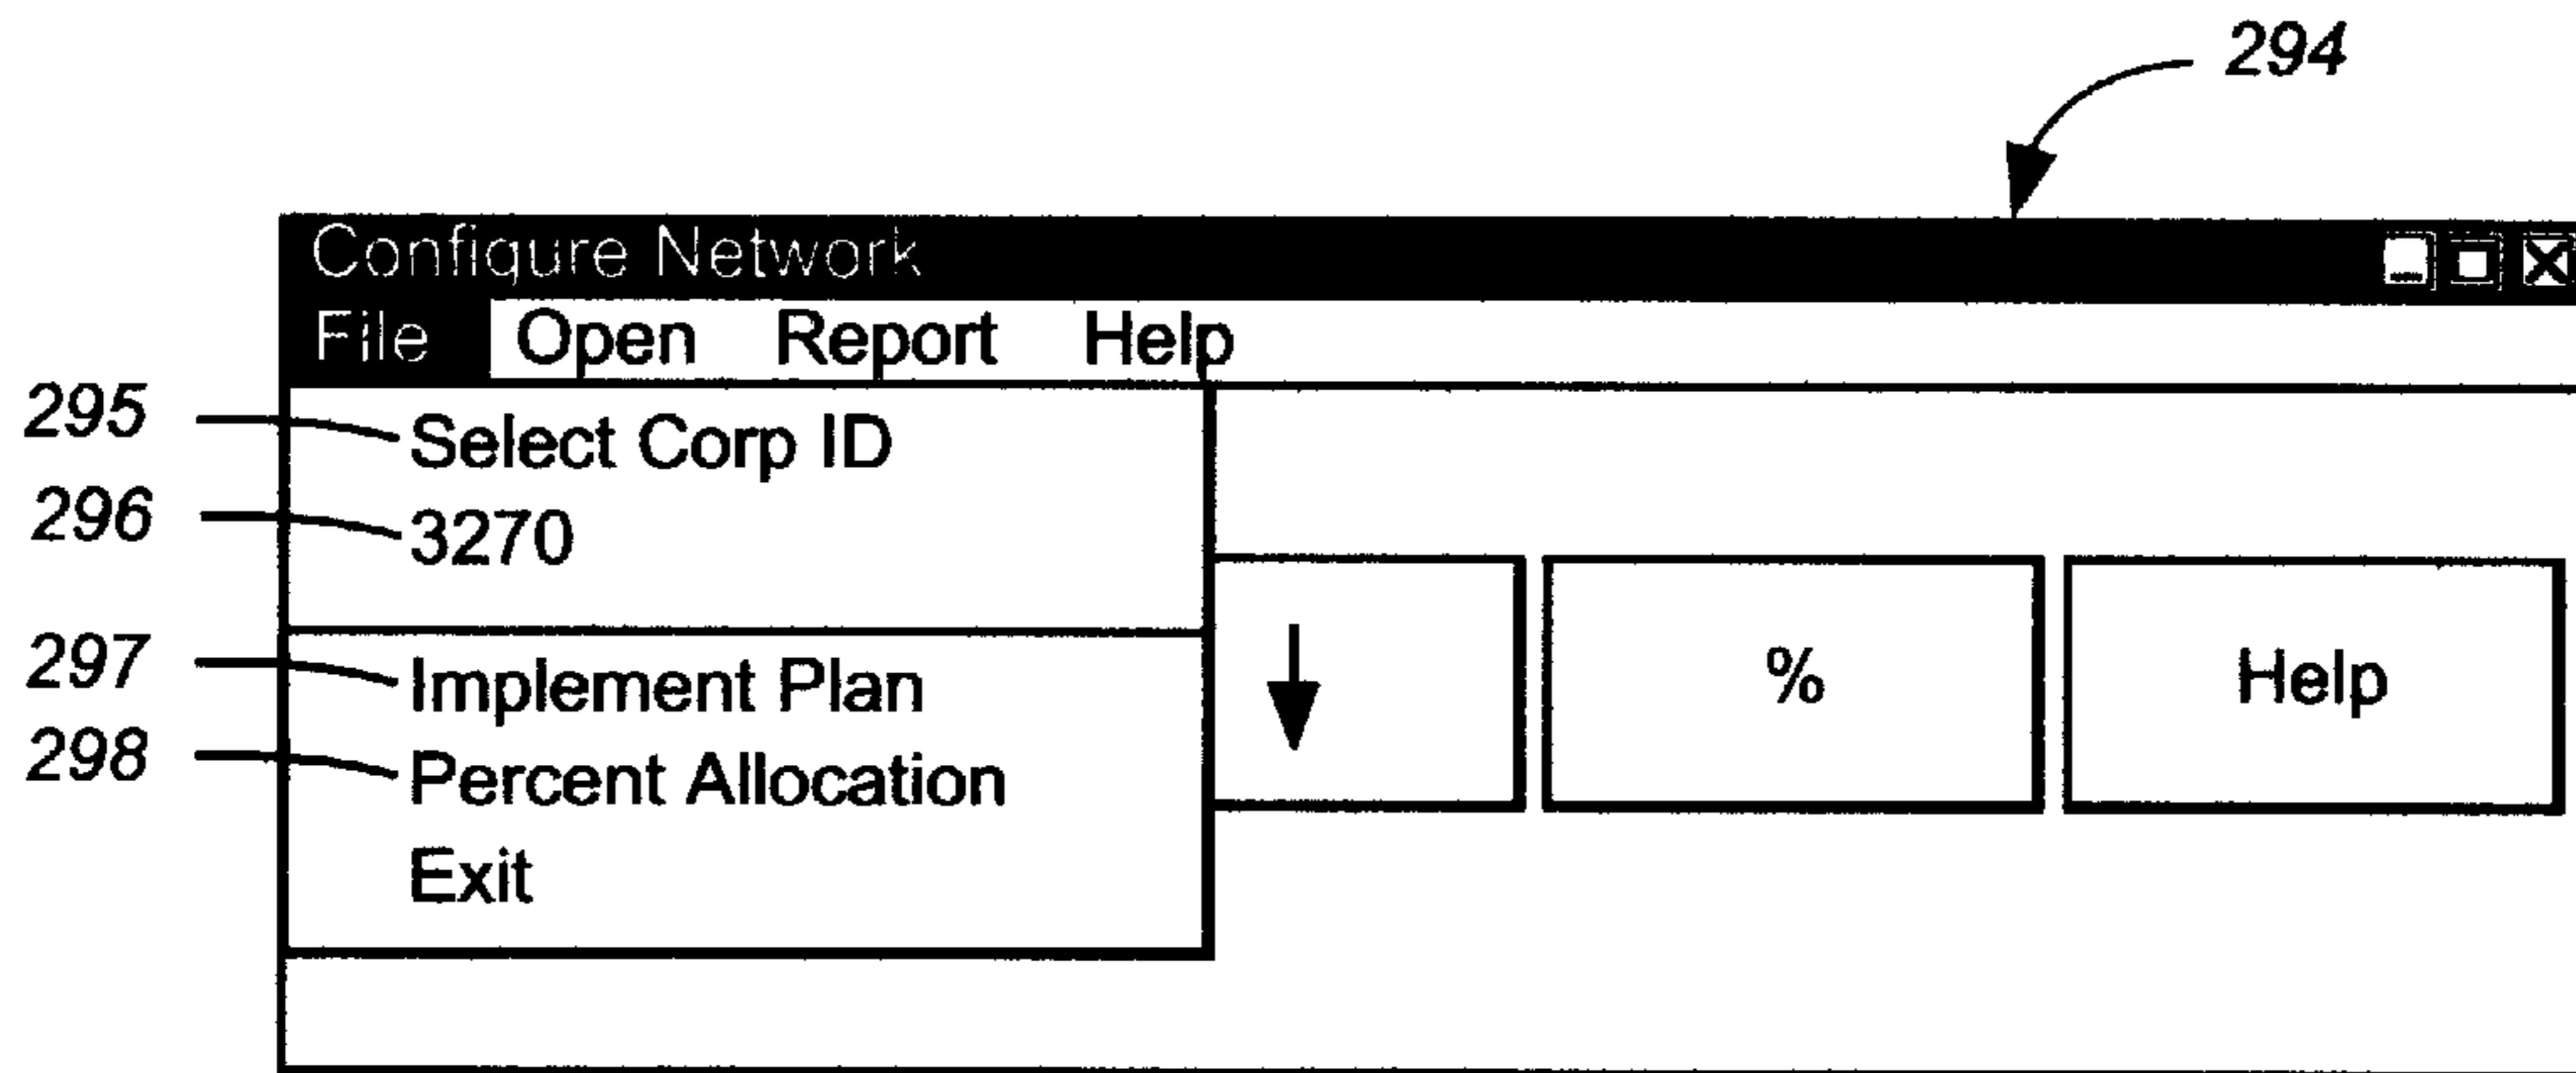 294
Configure Network
File Open Report Help
295 Select Corp ID
296 3270
297 Implement Plan
298 Percent Allocation
Exit
% Help